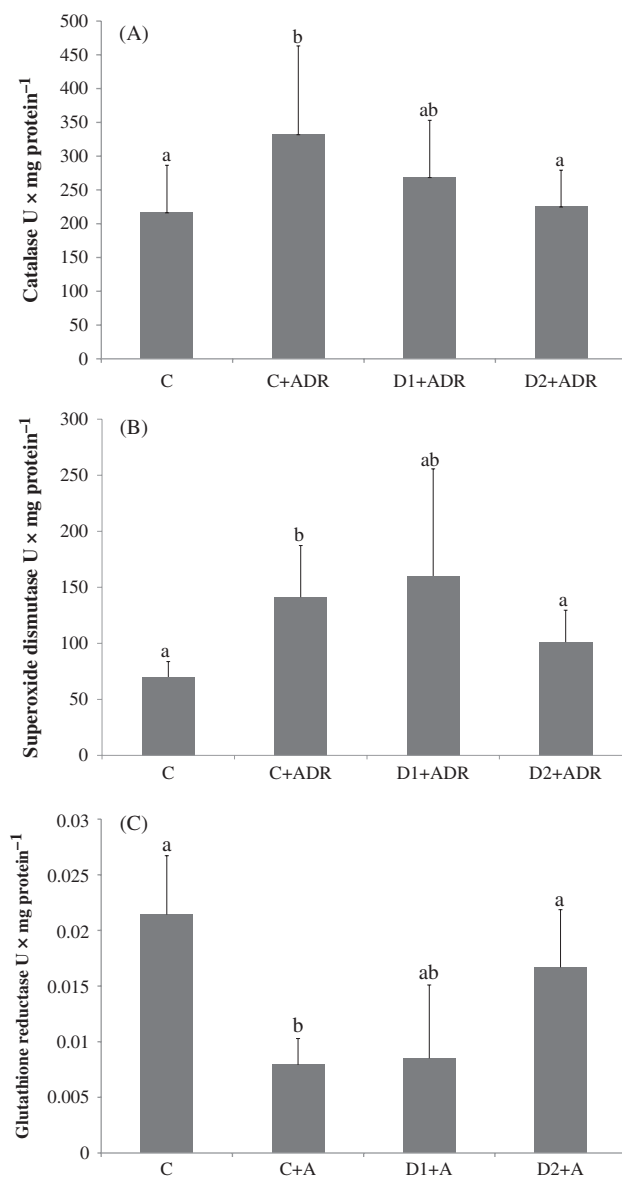 (A)
Catalase U × mg protein⁻¹
500
450
400
350
300
250
200
150
100
50
0
a
b
ab
a
C
C+ADR
D1+ADR
D2+ADR
(B)
Superoxide dismutase U × mg protein⁻¹
300
250
200
150
100
50
0
a
b
ab
a
C
C+ADR
D1+ADR
D2+ADR
(C)
Glutathione reductase U × mg protein⁻¹
0.03
0.025
0.02
0.015
0.01
0.005
0
a
b
ab
a
C
C+A
D1+A
D2+A